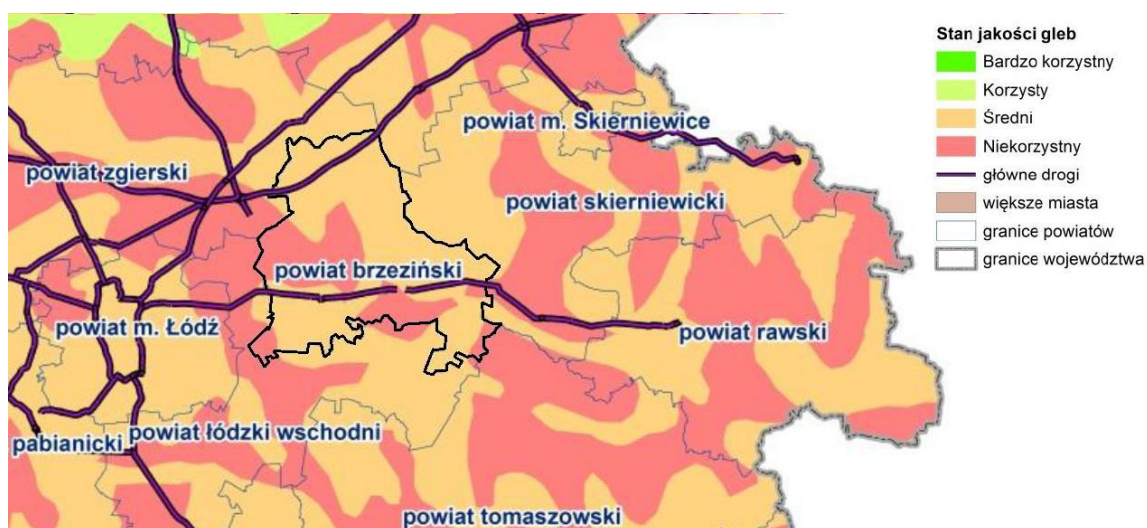 powiat m. Skierniewice
powiat zgierski
powiat skierniewicki
powiat brzeziński
powiat m. Łódź
powiat rawski
pabianicki
powiat łódzki wschodni
powiat tomaszowski
Stan jakości gleb
Bardzo korzystny
Korzysty
Średni
Niekorzystny
główne drogi
większe miasta
granice powiatów
granice województwa